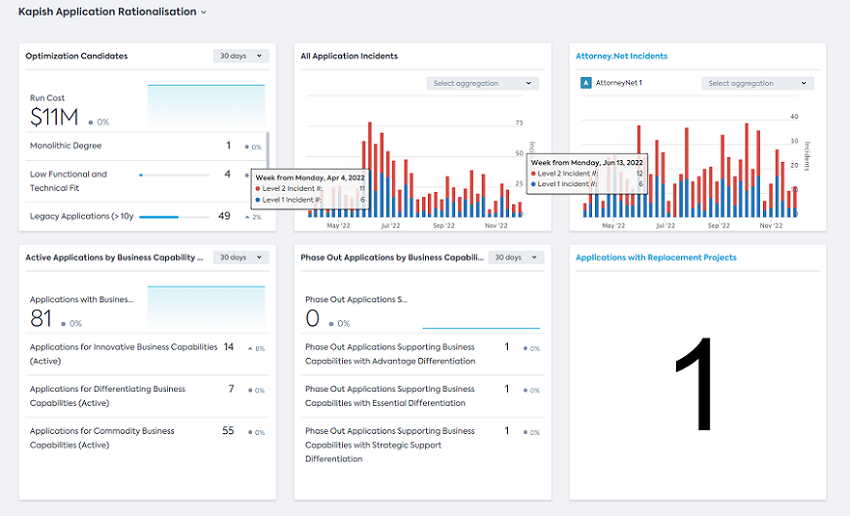 Kapish Application Rationalisation
Optimization Candidates
30 days
Run Cost
$11M
0%
Monolithic Degree
1
0%
Low Functional and
Technical Fit
4
Legacy Applications (> 10y
49
2%
All Application Incidents
Select aggregation
75
50
25
0
Week from Monday, Apr 4, 2022
Level 2 Incident #: 11
Level 1 Incident #: 6
May '22
Jul '22
Sep '22
Nov '22
Attorney.Net Incidents
A
AttorneyNet 1
Select aggregation
40
30
20
10
0
Incidents
Week from Monday, Jun 13, 2022
Level 2 Incident #: 12
Level 1 Incident #: 6
May '22
Jul '22
Sep '22
Nov '22
Active Applications by Business Capability ...
30 days
Applications with Busines...
81
0%
Applications for Innovative Business Capabilities
(Active)
14
8%
Applications for Differentiating Business
Capabilities (Active)
7
0%
Applications for Commodity Business
Capabilities (Active)
55
0%
Phase Out Applications by Business Capabili...
30 days
Phase Out Applications S...
0
0%
Phase Out Applications Supporting Business
Capabilities with Advantage Differentiation
1
0%
Phase Out Applications Supporting Business
Capabilities with Essential Differentiation
1
0%
Phase Out Applications Supporting Business
Capabilities with Strategic Support
Differentiation
1
0%
Applications with Replacement Projects
1